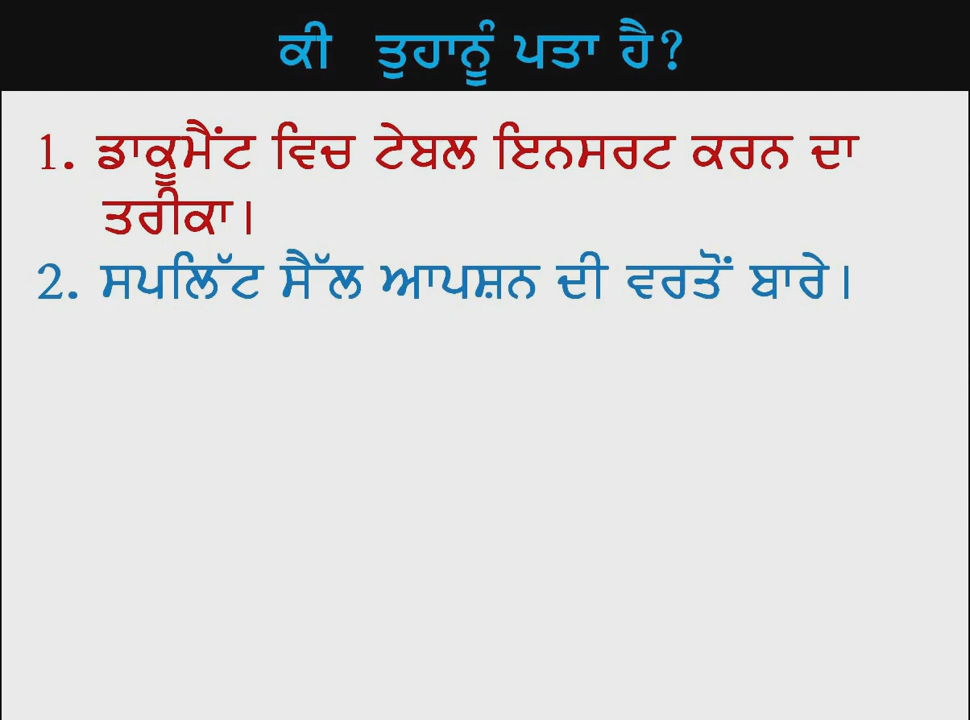 ਕੀ ਤੁਹਾਨੂੰ ਪਤਾ ਹੈ?
1. ਡਾਕੂਮੈਂਟ ਵਿਚ ਟੇਬਲ ਇਨਸਰਟ ਕਰਨ ਦਾ
ਤਰੀਕਾ।
2. ਸਪਲਿੱਟ ਸੈੱਲ ਆਪਸ਼ਨ ਦੀ ਵਰਤੋਂ ਬਾਰੇ।